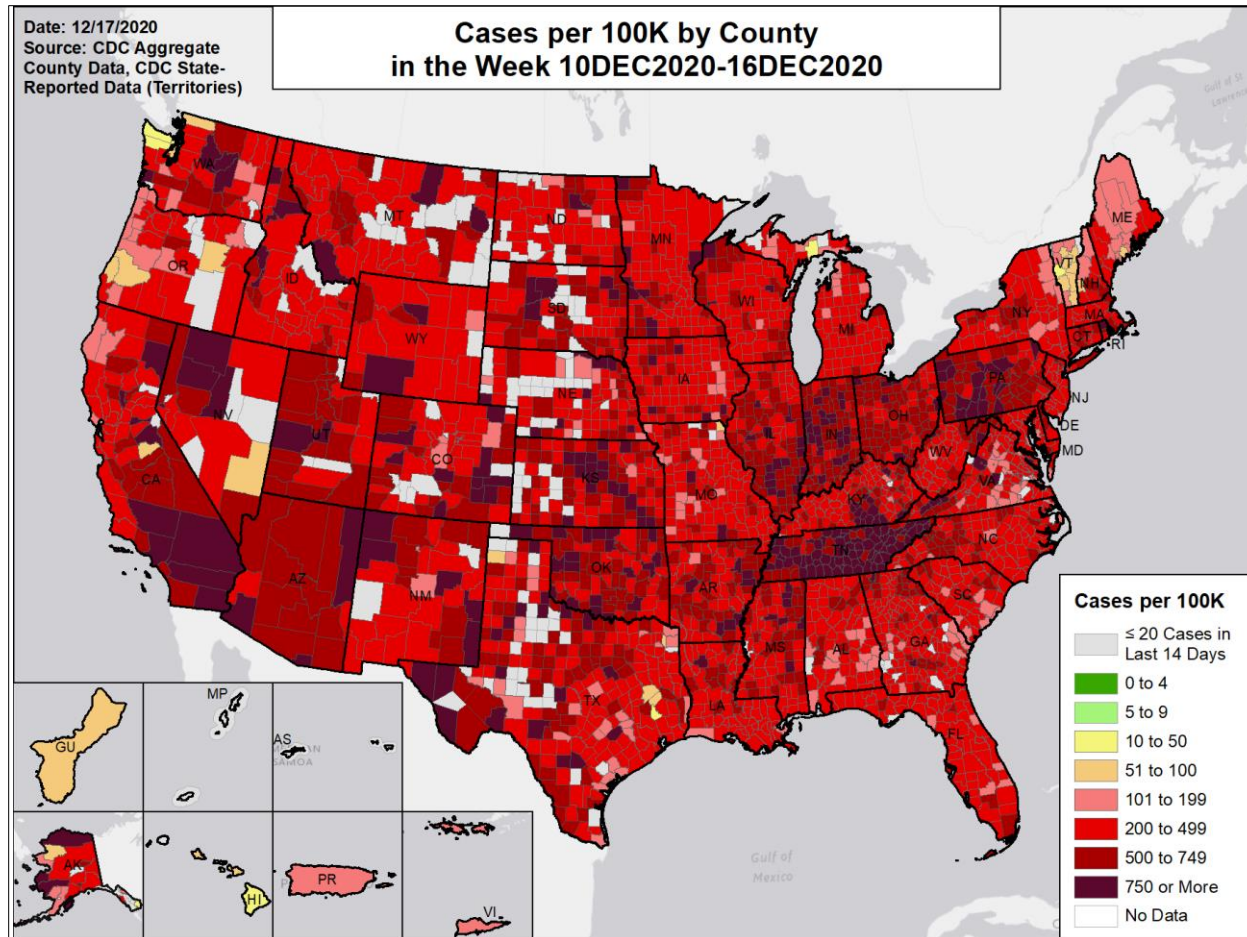 Date: 12/17/2020
Source: CDC Aggregate
County Data, CDC State-
Reported Data (Territories)
Cases per 100K by County
in the Week 10DEC2020-16DEC2020
Gulf of St
Lawrence
WA
MT
ND
MN
ME
OR
ID
SD
WI
VT
NH
WY
MI
NY
MA
CT
RI
NE
IA
PA
NJ
NV
UT
CO
IL
IN
OH
DE
MD
WV
CA
KS
MO
KY
VA
TN
NC
AZ
NM
OK
AR
SC
MS
AL
GA
TX
LA
FL
Gulf of
Mexico
GU
MP
AS
SAMOA
AK
HI
PR
VI
Cases per 100K
≤ 20 Cases in
Last 14 Days
0 to 4
5 to 9
10 to 50
51 to 100
101 to 199
200 to 499
500 to 749
750 or More
No Data